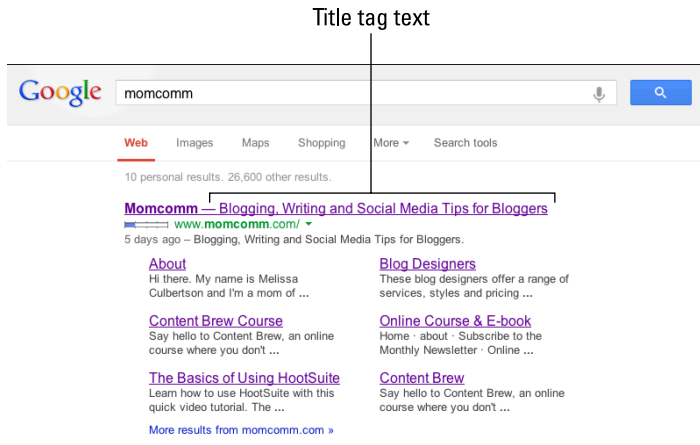 Title tag text
Google
momcomm
Web Images Maps Shopping More Search tools
10 personal results. 26,600 other results.
Momcomm — Blogging, Writing and Social Media Tips for Bloggers
www.momcomm.com/
5 days ago – Blogging, Writing and Social Media Tips for Bloggers.
About
Hi there. My name is Melissa
Culbertson and I'm a mom of ...
Blog Designers
These blog designers offer a range of
services, styles and pricing ...
Content Brew Course
Say hello to Content Brew, an online
course where you don't ...
Online Course & E-book
Home · about · Subscribe to the
Monthly Newsletter · Online ...
The Basics of Using HootSuite
Learn how to use HootSuite with this
quick video tutorial. The ...
Content Brew
Say hello to Content Brew, an online
course where you don't ...
More results from momcomm.com »